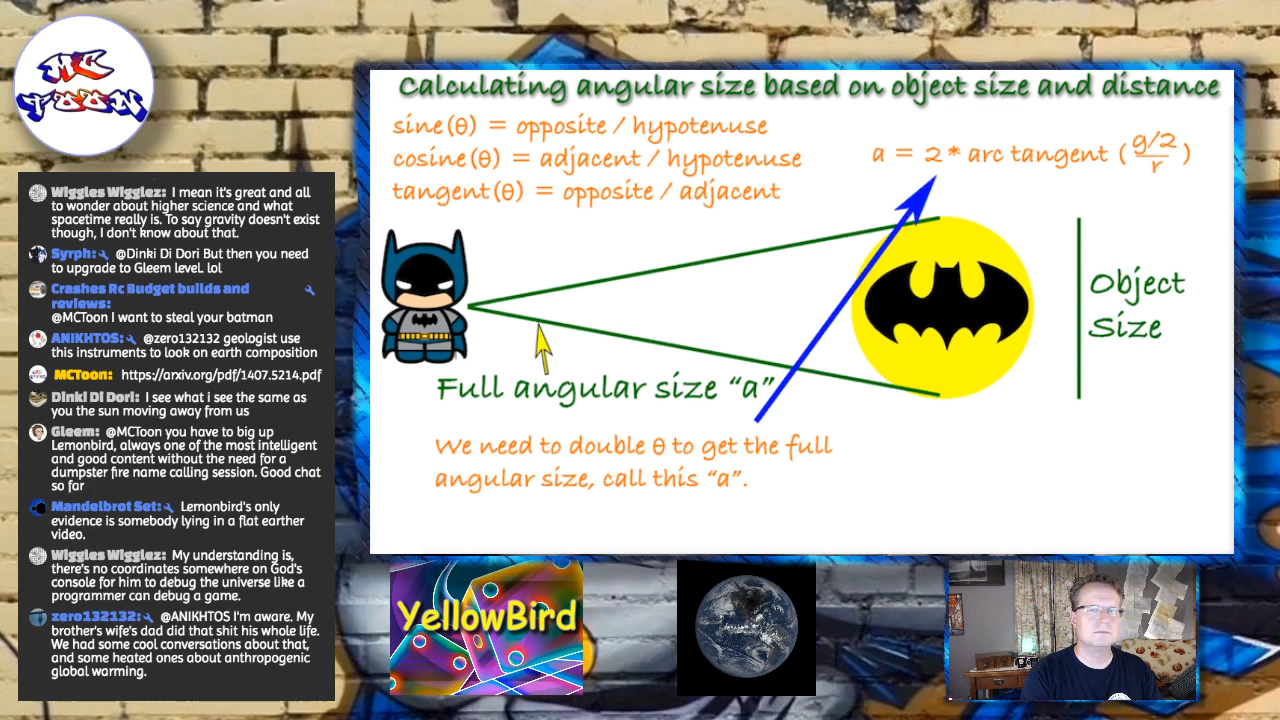 MC
TOON
Calculating angular size based on object size and distance
sine(θ) = opposite / hypotenuse
cosine(θ) = adjacent / hypotenuse
tangent(θ) = opposite / adjacent
a = 2 * arc tangent ( g/2 / r )
Object
Size
Full angular size “a”
We need to double θ to get the full
angular size, call this “a”.
Wiggles Wigglez: I mean it's great and all
to wonder about higher science and what
spacetime really is. To say gravity doesn't exist
though, I don't know about that.
Syrph: @Dinki Di Dori But then you need
to upgrade to Gleem level. lol
Crashes Rc Budget builds and
reviews:
@MCToon I want to steal your batman
ANIKHTOS: @zero132132 geologist use
this instruments to look on earth composition
MCToon: https://arxiv.org/pdf/1407.5214.pdf
Dinki Di Dori: I see what i see the same as
you the sun moving away from us
Gleem: @MCToon you have to big up
Lemonbird, always one of the most intelligent
and good content without the need for a
dumpster fire name calling session. Good chat
so far
Mandelbrot Set: Lemonbird's only
evidence is somebody lying in a flat earther
video.
Wiggles Wigglez: My understanding is,
there's no coordinates somewhere on God's
console for him to debug the universe like a
programmer can debug a game.
zero132132: @ANIKHTOS I'm aware. My
brother's wife's dad did that shit his whole life.
We had some cool conversations about that,
and some heated ones about anthropogenic
global warming.
YellowBird